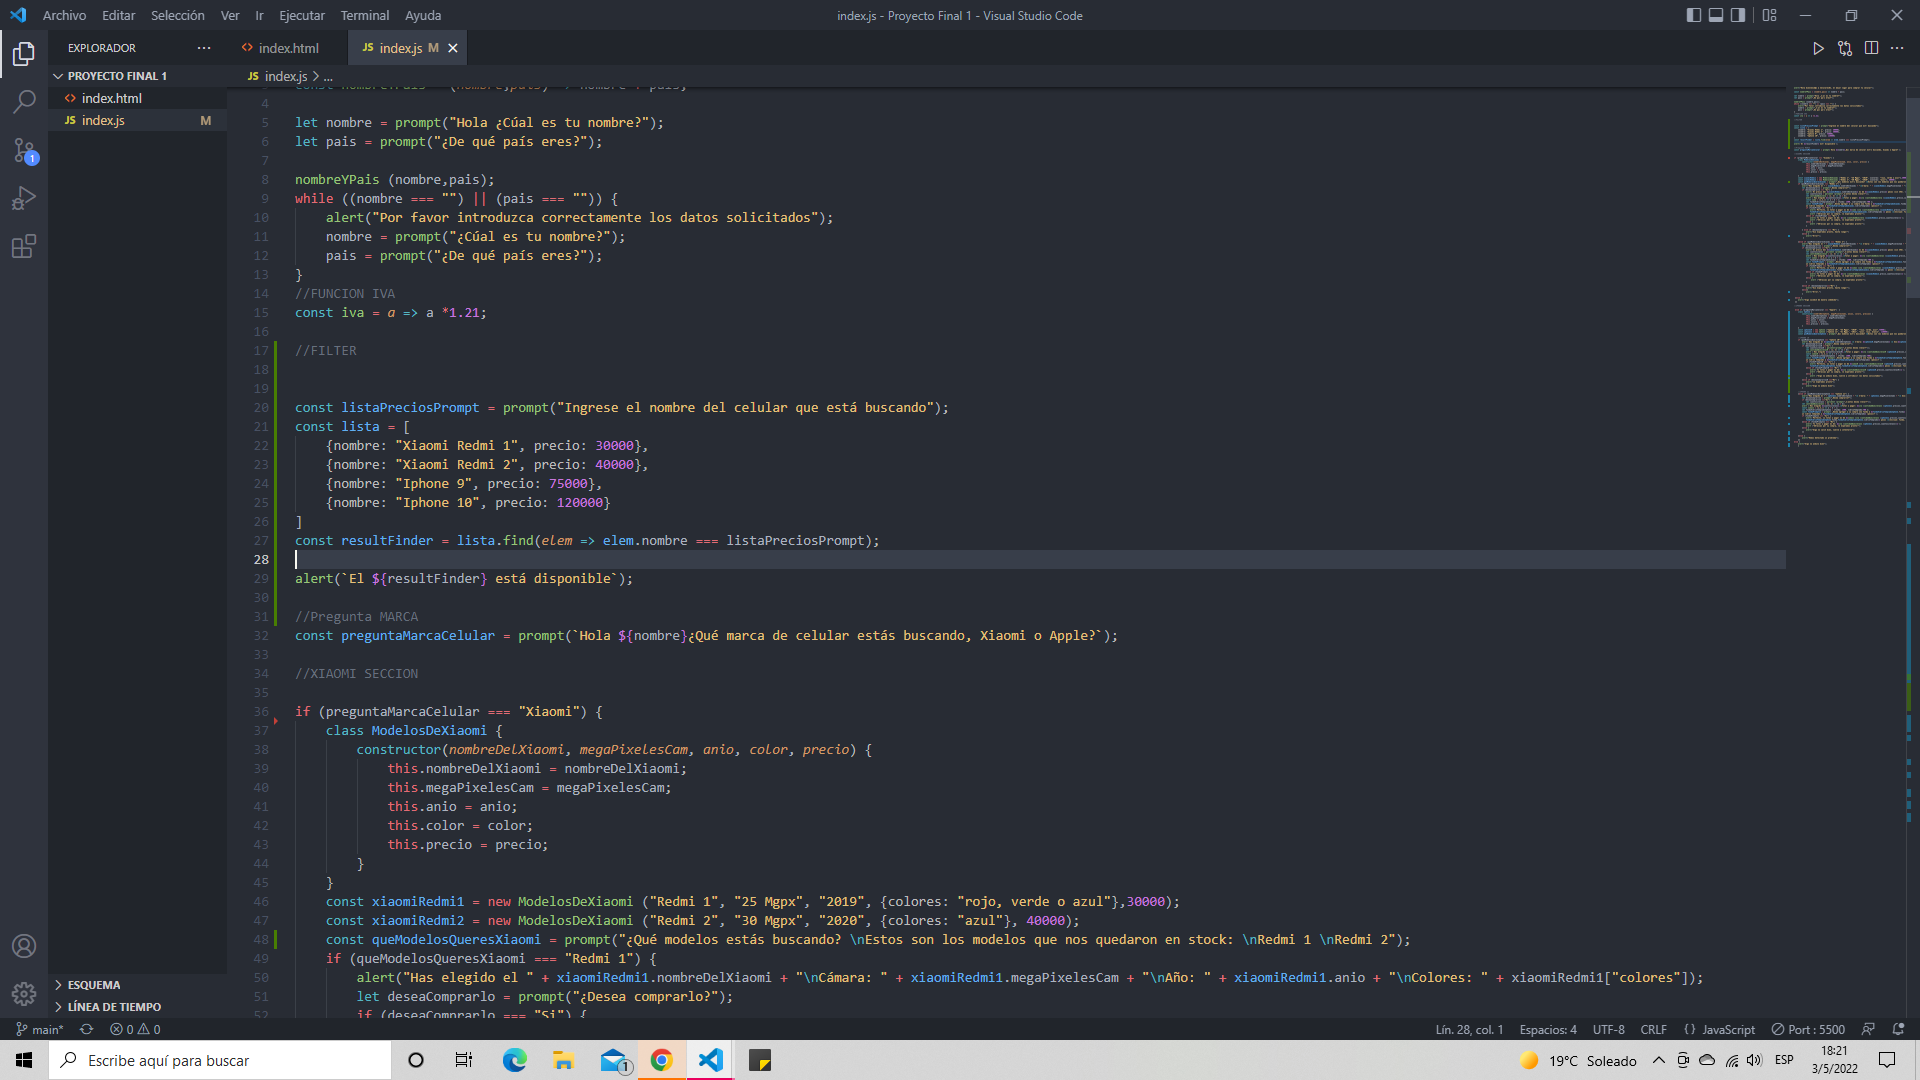 Archivo Editar Selección Ver Ir Ejecutar Terminal Ayuda
index.js - Proyecto Final 1 - Visual Studio Code
EXPLORADOR ...
index.html
JS index.js M
PROYECTO FINAL 1
index.html
JS index.js M
JS index.js > ...
4
5 let nombre = prompt("Hola ¿Cúal es tu nombre?");
6 let pais = prompt("¿De qué país eres?");
7
8 nombreYPais (nombre,pais);
9 while ((nombre === "") || (pais === "")) {
10 alert("Por favor introduzca correctamente los datos solicitados");
11 nombre = prompt("¿Cúal es tu nombre?");
12 pais = prompt("¿De qué país eres?");
13 }
14 //FUNCION IVA
15 const iva = a => a *1.21;
16
17 //FILTER
18
19
20 const listaPreciosPrompt = prompt("Ingrese el nombre del celular que está buscando");
21 const lista = [
22 {nombre: "Xiaomi Redmi 1", precio: 30000},
23 {nombre: "Xiaomi Redmi 2", precio: 40000},
24 {nombre: "Iphone 9", precio: 75000},
25 {nombre: "Iphone 10", precio: 120000}
26 ]
27 const resultFinder = lista.find(elem => elem.nombre === listaPreciosPrompt);
28
29 alert(`El ${resultFinder} está disponible`);
30
31 //Pregunta MARCA
32 const preguntaMarcaCelular = prompt(`Hola ${nombre}¿Qué marca de celular estás buscando, Xiaomi o Apple?`);
33
34 //XIAOMI SECCION
35
36 if (preguntaMarcaCelular === "Xiaomi") {
37 class ModelosDeXiaomi {
38 constructor(nombreDelXiaomi, megaPixelesCam, anio, color, precio) {
39 this.nombreDelXiaomi = nombreDelXiaomi;
40 this.megaPixelesCam = megaPixelesCam;
41 this.anio = anio;
42 this.color = color;
43 this.precio = precio;
44 }
45 }
46 const xiaomiRedmi1 = new ModelosDeXiaomi ("Redmi 1", "25 Mgpx", "2019", {colores: "rojo, verde o azul"},30000);
47 const xiaomiRedmi2 = new ModelosDeXiaomi ("Redmi 2", "30 Mgpx", "2020", {colores: "azul"}, 40000);
48 const queModelosQueresXiaomi = prompt("¿Qué modelos estás buscando? \nEstos son los modelos que nos quedaron en stock: \nRedmi 1 \nRedmi 2");
49 if (queModelosQueresXiaomi === "Redmi 1") {
50 alert("Has elegido el " + xiaomiRedmi1.nombreDelXiaomi + "\nCámara: " + xiaomiRedmi1.megaPixelesCam + "\nAño: " + xiaomiRedmi1.anio + "\nColores: " + xiaomiRedmi1["colores"]);
51 let deseaComprarlo = prompt("¿Desea comprarlo?");
52 if (deseaComprarlo === "Si") {
1
ESQUEMA
LÍNEA DE TIEMPO
main* 0 0
Lín. 28, col. 1 Espacios: 4 UTF-8 CRLF {} JavaScript Port : 5500
Escribe aquí para buscar
1
19°C Soleado
ESP
18:21
3/5/2022